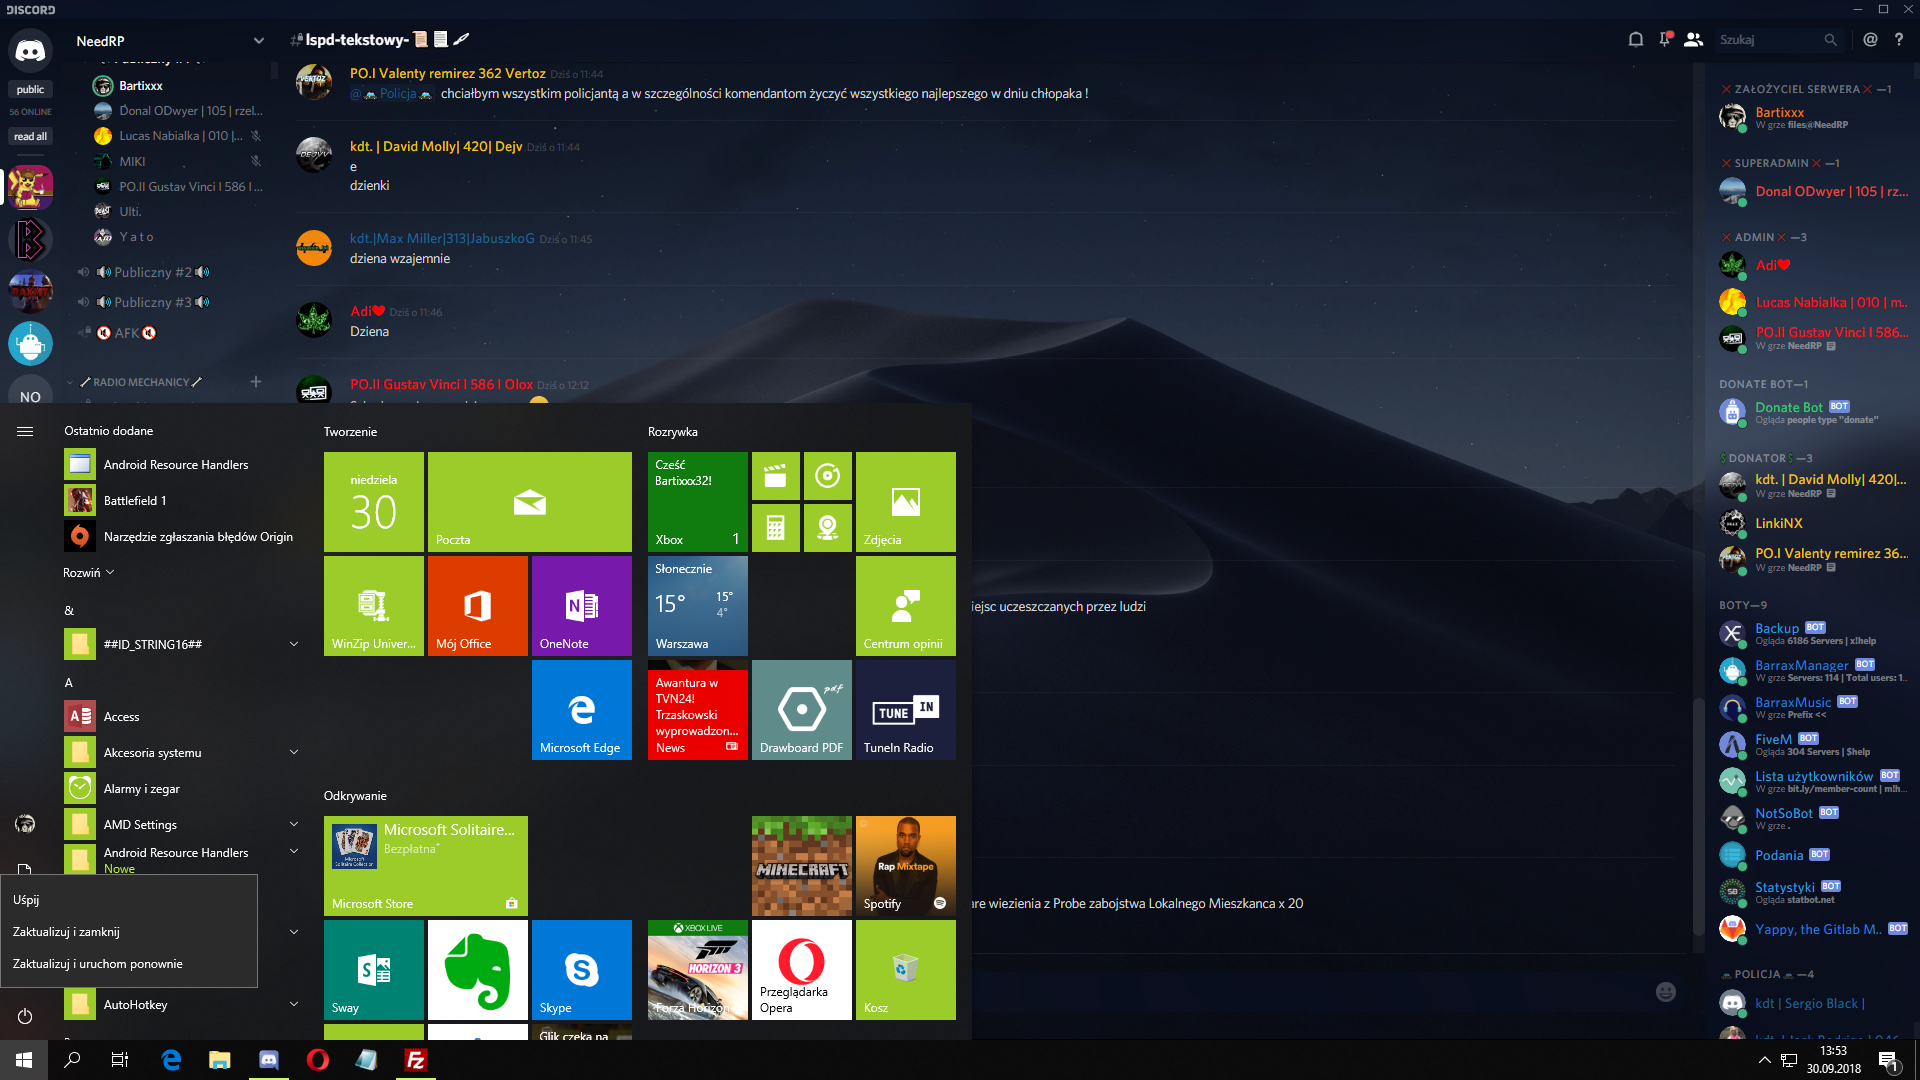 DISCORD
NeedRP
#lspd-tekstowy-
Szukaj
public
56 ONLINE
read all
NO
Bartixxx
Donal ODwyer | 105 | rzel...
Lucas Nabialka | 010 |...
MIKI
PO.II Gustav Vinci I 586 I ...
Ulti.
Y a t o
Publiczny #2
Publiczny #3
AFK
RADIO MECHANICY
PO.I Valenty remirez 362 Vertoz Dziś o 11:44
@Policja chciałbym wszystkim policjantą a w szczególności komendantom życzyć wszystkiego najlepszego w dniu chłopaka !
kdt. | David Molly| 420| Dejv Dziś o 11:44
e
dzienki
kdt.|Max Miller|313|JabuszkoG Dziś o 11:45
dziena wzajemnie
Adi Dziś o 11:46
Dziena
PO.II Gustav Vinci I 586 I Olox Dziś o 12:12
iejsc uczeszczanych przez ludzi
are wiezienia z Probe zabojstwa Lokalnego Mieszkanca x 20
ZAŁOŻYCIEL SERWERA—1
Bartixxx
W grze files@NeedRP
SUPERADMIN—1
Donal ODwyer | 105 | rz...
ADMIN—3
Adi
Lucas Nabialka | 010 | m...
PO.II Gustav Vinci I 586...
W grze NeedRP
DONATE BOT—1
Donate Bot BOT
Ogląda people type "donate"
DONATOR—3
kdt. | David Molly| 420|...
W grze NeedRP
LinkiNX
PO.I Valenty remirez 36...
W grze NeedRP
BOTY—9
Backup BOT
Ogląda 6186 Servers | x!help
BarraxManager BOT
W grze Servers: 114 | Total users: 1...
BarraxMusic BOT
W grze Prefix <<
FiveM BOT
Ogląda 304 Servers | $help
Lista użytkowników BOT
W grze bit.ly/member-count | m!h...
NotSoBot BOT
W grze .
Podania BOT
Statystyki BOT
Ogląda statbot.net
Yappy, the Gitlab M... BOT
POLICJA—4
kdt | Sergio Black |
Ostatnio dodane
Android Resource Handlers
Battlefield 1
Narzędzie zgłaszania błędów Origin
Rozwiń
&
##ID_STRING16##
A
Access
Akcesoria systemu
Alarmy i zegar
AMD Settings
Android Resource Handlers
Nowe
Uśpij
Zaktualizuj i zamknij
Zaktualizuj i uruchom ponownie
AutoHotkey
Tworzenie
niedziela
30
Poczta
WinZip Univer...
Mój Office
OneNote
Microsoft Edge
Rozrywka
Cześć
Bartixxx32!
Xbox 1
Zdjęcia
Słonecznie
15° 15°
4°
Warszawa
Centrum opinii
Awantura w
TVN24!
Trzaskowski
wyprowadzon...
News
pdf
Drawboard PDF
TUNE IN
TuneIn Radio
Odkrywanie
Microsoft Solitaire...
Bezpłatna*
Microsoft Solitaire Collection
Microsoft Store
MINECRAFT
Rap Mixtape
Spotify
Sway
Skype
XBOX LIVE
FORZA HORIZON 3
Forza Horizon
Przeglądarka
Opera
Kosz
Glik czeka na
13:53
30.09.2018
1